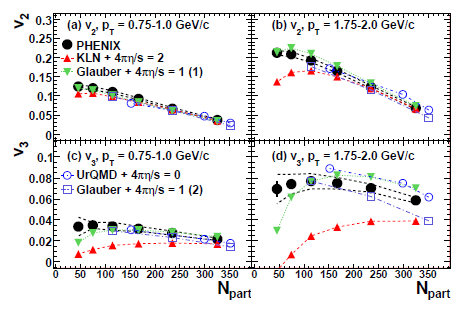 v2
(a) v2, pT = 0.75-1.0 GeV/c
(b) v2, pT = 1.75-2.0 GeV/c
0.3
0.25
0.2
0.15
0.1
0.05
0
PHENIX
KLN + 4πη/s = 2
Glauber + 4πη/s = 1 (1)
v3
(c) v3, pT = 0.75-1.0 GeV/c
(d) v3, pT = 1.75-2.0 GeV/c
0.1
0.08
0.06
0.04
0.02
0
UrQMD + 4πη/s = 0
Glauber + 4πη/s = 1 (2)
0 50 100 150 200 250 300 350
0 50 100 150 200 250 300 350
Npart
Npart